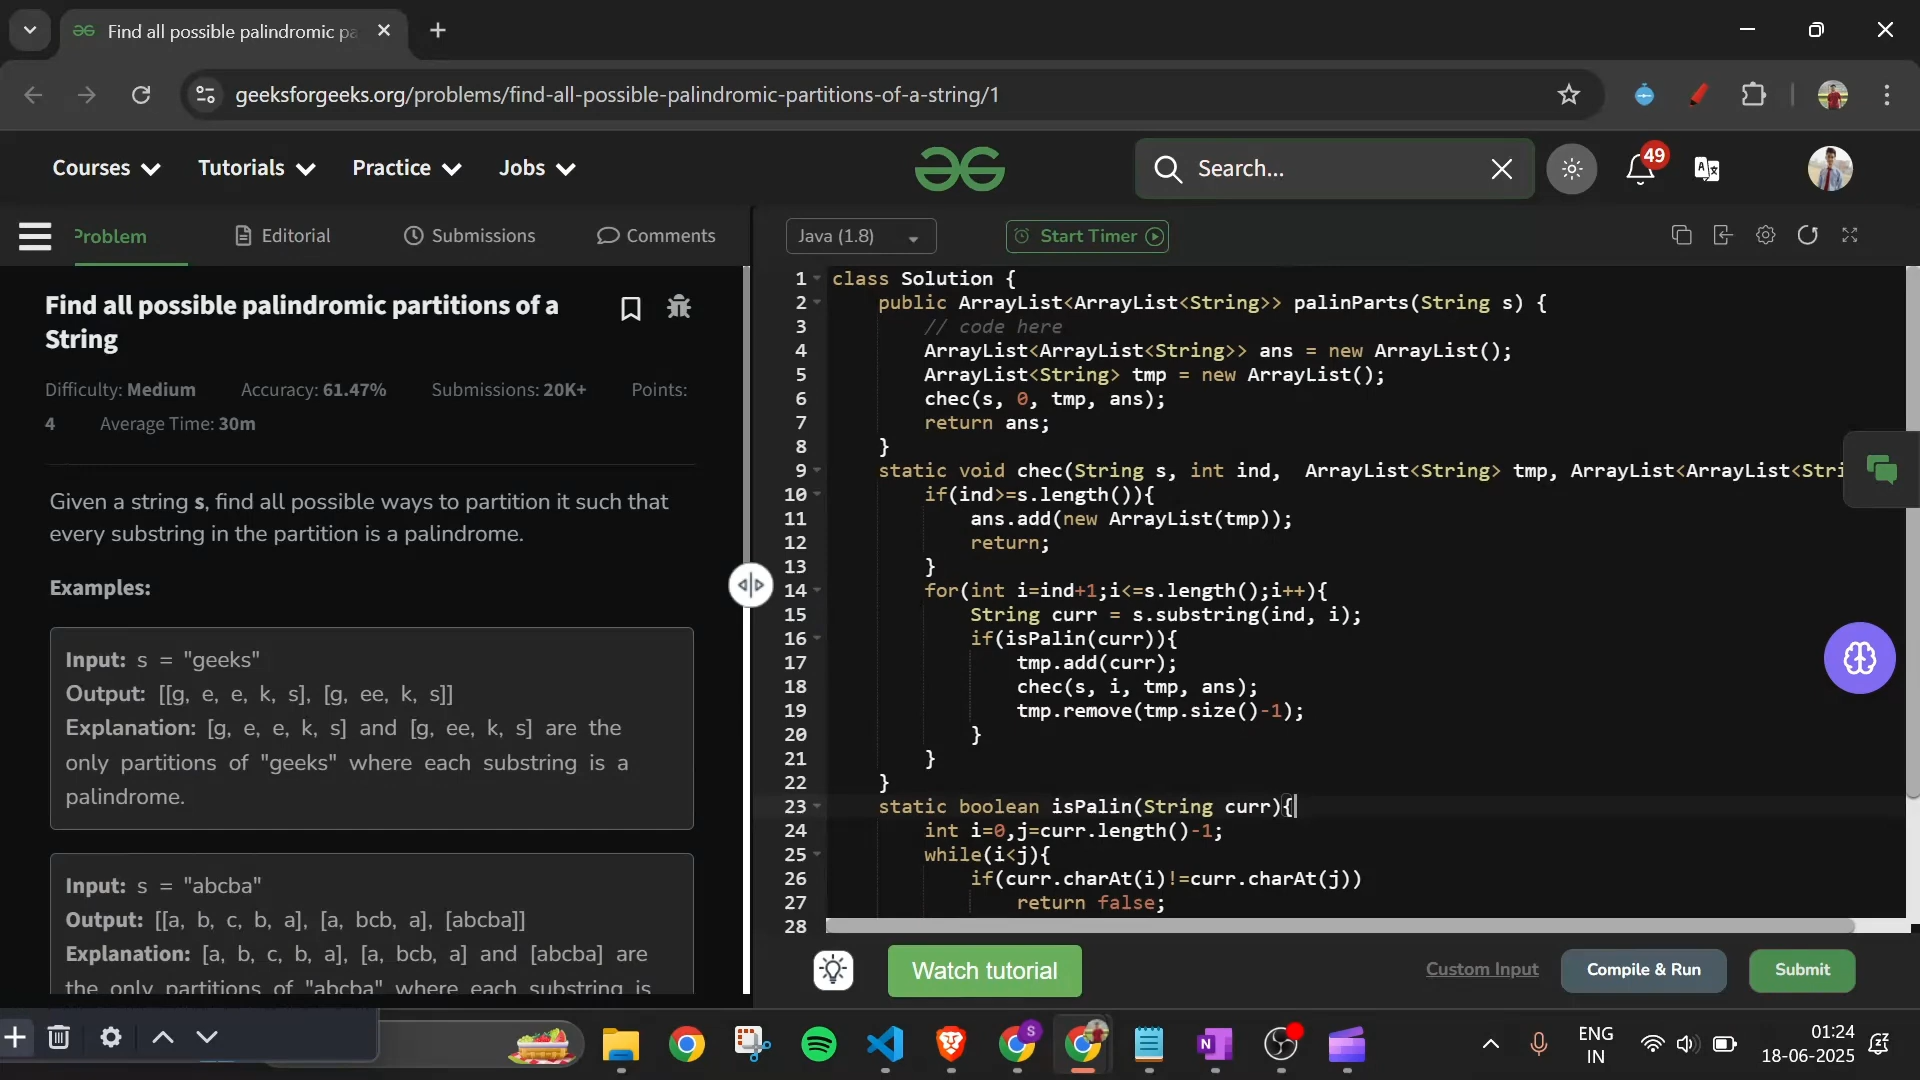 Find all possible palindromic pa
geeksforgeeks.org/problems/find-all-possible-palindromic-partitions-of-a-string/1
Courses Tutorials Practice Jobs
Search...
49
Problem Editorial Submissions Comments
Java (1.8) Start Timer
Find all possible palindromic partitions of a
String
Difficulty: Medium Accuracy: 61.47% Submissions: 20K+ Points:
4 Average Time: 30m
Given a string s, find all possible ways to partition it such that
every substring in the partition is a palindrome.
Examples:
Input: s = "geeks"
Output: [[g, e, e, k, s], [g, ee, k, s]]
Explanation: [g, e, e, k, s] and [g, ee, k, s] are the
only partitions of "geeks" where each substring is a
palindrome.
Input: s = "abcba"
Output: [[a, b, c, b, a], [a, bcb, a], [abcba]]
Explanation: [a, b, c, b, a], [a, bcb, a] and [abcba] are
the only partitions of "abcba" where each substring is
1 class Solution {
2 public ArrayList<ArrayList<String>> palinParts(String s) {
3 // code here
4 ArrayList<ArrayList<String>> ans = new ArrayList();
5 ArrayList<String> tmp = new ArrayList();
6 chec(s, 0, tmp, ans);
7 return ans;
8 }
9 static void chec(String s, int ind,  ArrayList<String> tmp, ArrayList<ArrayList<Stri
10 if(ind>=s.length()){
11 ans.add(new ArrayList(tmp));
12 return;
13 }
14 for(int i=ind+1;i<=s.length();i++){
15 String curr = s.substring(ind, i);
16 if(isPalin(curr)){
17 tmp.add(curr);
18 chec(s, i, tmp, ans);
19 tmp.remove(tmp.size()-1);
20 }
21 }
22 }
23 static boolean isPalin(String curr){
24 int i=0,j=curr.length()-1;
25 while(i<j){
26 if(curr.charAt(i)!=curr.charAt(j))
27 return false;
28
Watch tutorial Custom Input Compile & Run Submit
S
N
ENG
IN
01:24
18-06-2025